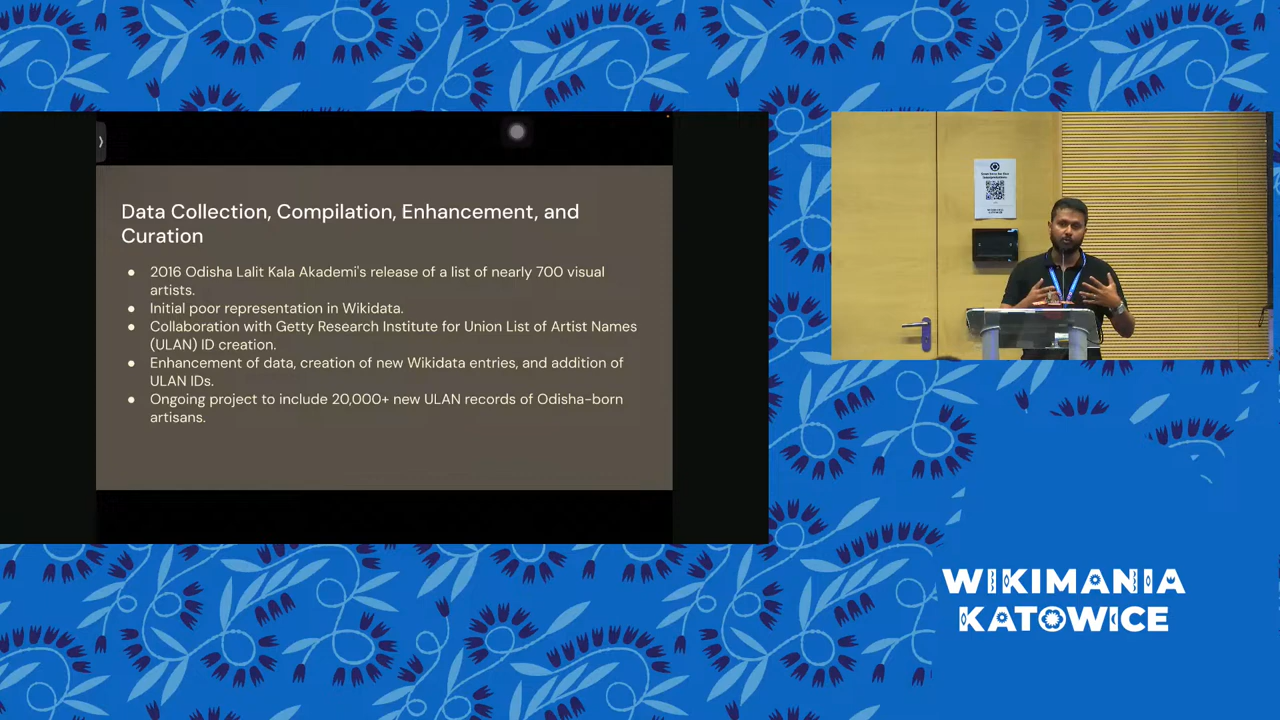 Data Collection, Compilation, Enhancement, and
Curation
● 2016 Odisha Lalit Kala Akademi's release of a list of nearly 700 visual
artists.
● Initial poor representation in Wikidata.
● Collaboration with Getty Research Institute for Union List of Artist Names
(ULAN) ID creation.
● Enhancement of data, creation of new Wikidata entries, and addition of
ULAN IDs.
● Ongoing project to include 20,000+ new ULAN records of Odisha-born
artisans.
WIKIMANIA
KATOWICE